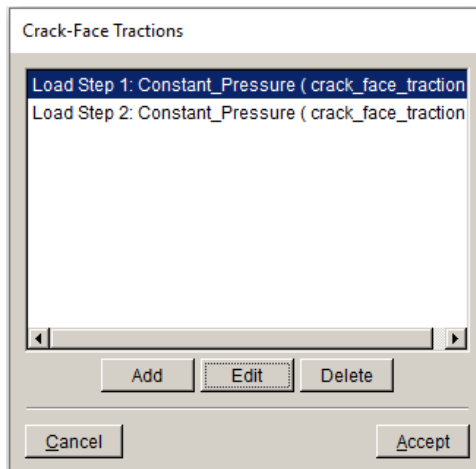 Crack-Face Tractions
Load Step 1: Constant_Pressure ( crack_face_traction
Load Step 2: Constant_Pressure ( crack_face_traction
Add Edit Delete
Cancel Accept